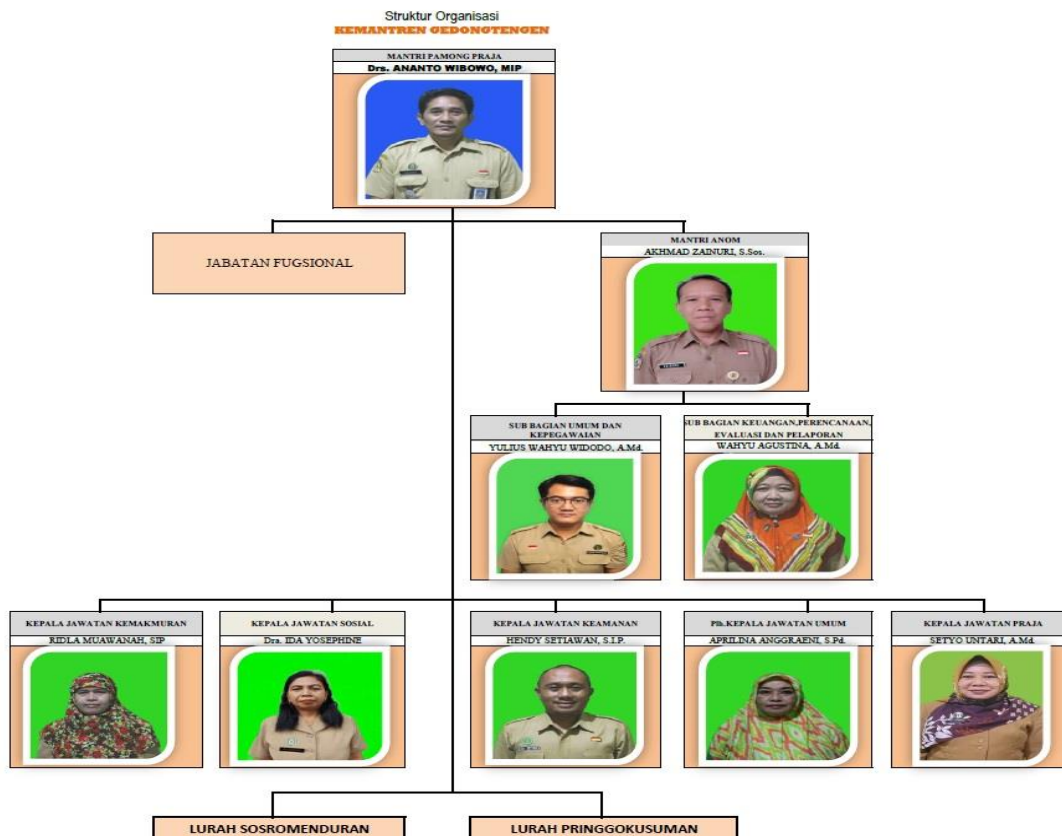 Struktur Organisasi
KEMANTREN GEDONGTENGEN
MANTRI PAMONG PRAJA
Drs. ANANTO WIBOWO, MIP
JABATAN FUGSIONAL
MANTRI ANOM
AKHMAD ZAINURI, S.Sos.
SUB BAGIAN UMUM DAN
KEPEGAWAIAN
YULIUS WAHYU WIDODO, A.Md.
SUB BAGIAN KEUANGAN,PERENCANAAN,
EVALUASI DAN PELAPORAN
WAHYU AGUSTINA, A.Md.
KEPALA JAWATAN KEMAKMURAN
RIDLA MUAWANAH, SIP
KEPALA JAWATAN SOSIAL
Dra. IDA YOSEPHINE
KEPALA JAWATAN KEAMANAN
HENDY SETIAWAN, S.I.P.
Plh.KEPALA JAWATAN UMUM
APRILINA ANGGRAENI, S.Pd.
KEPALA JAWATAN PRAJA
SETYO UNTARI, A.Md.
LURAH SOSROMENDURAN
LURAH PRINGGOKUSUMAN